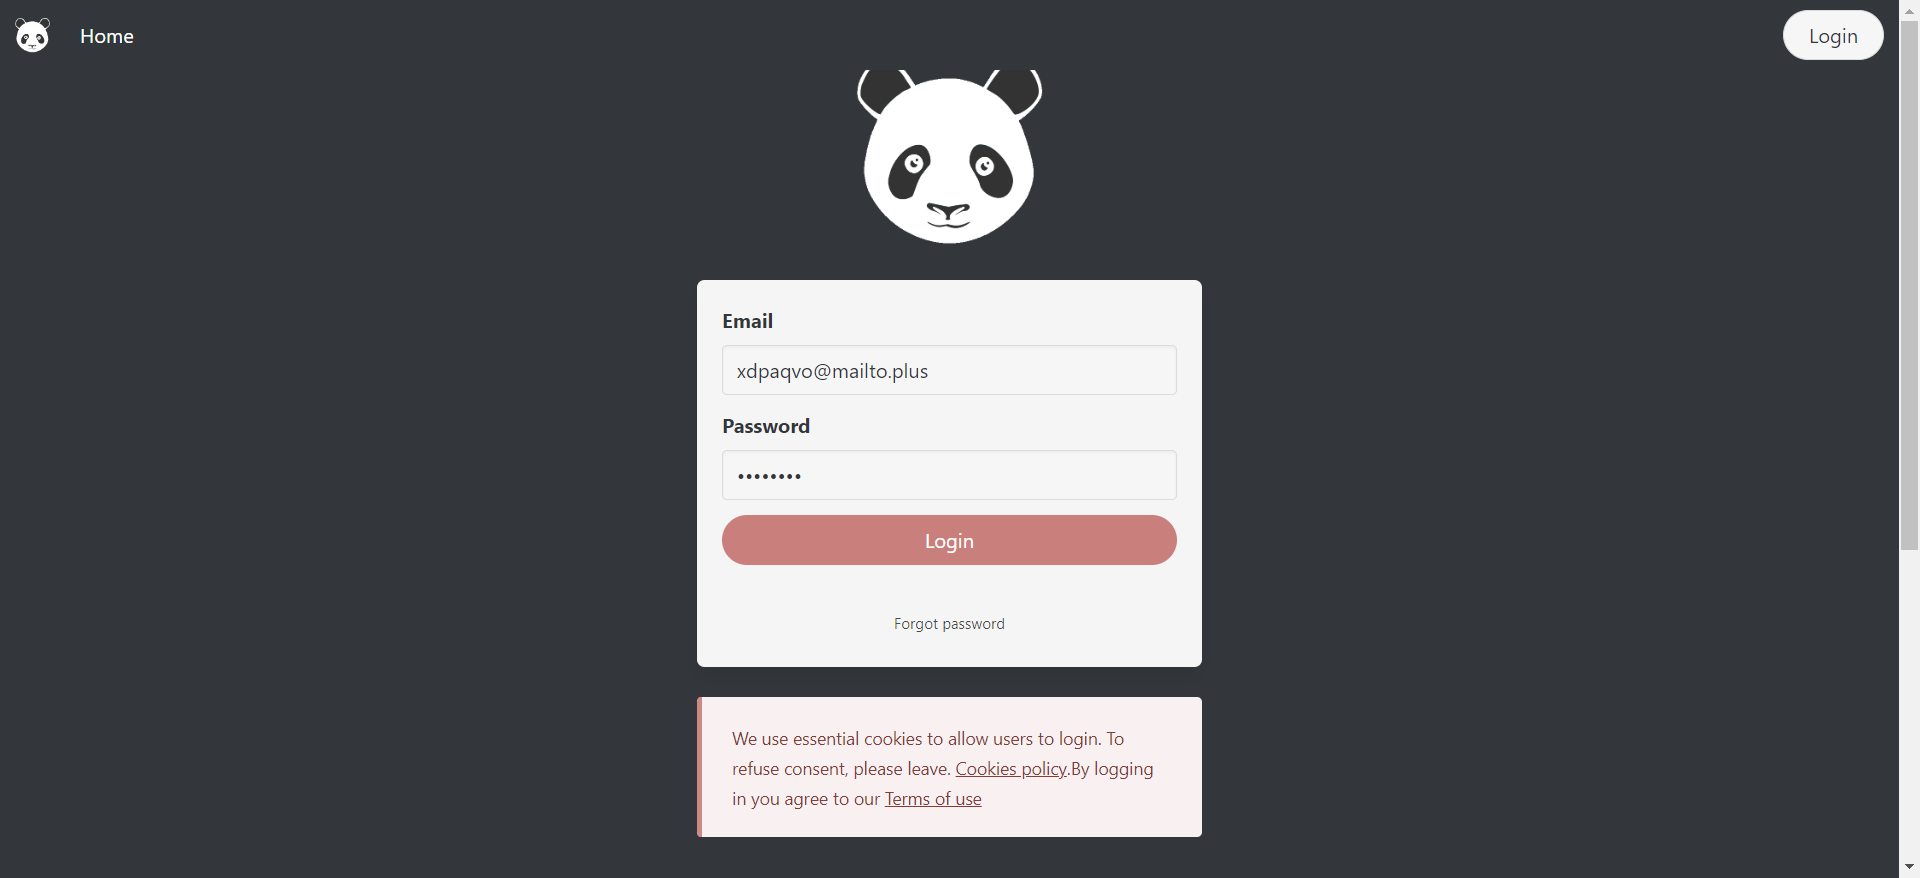 Home
Login
Email
xdpaqvo@mailto.plus
Password
••••••••
Login
Forgot password
We use essential cookies to allow users to login. To
refuse consent, please leave. Cookies policy.By logging
in you agree to our Terms of use